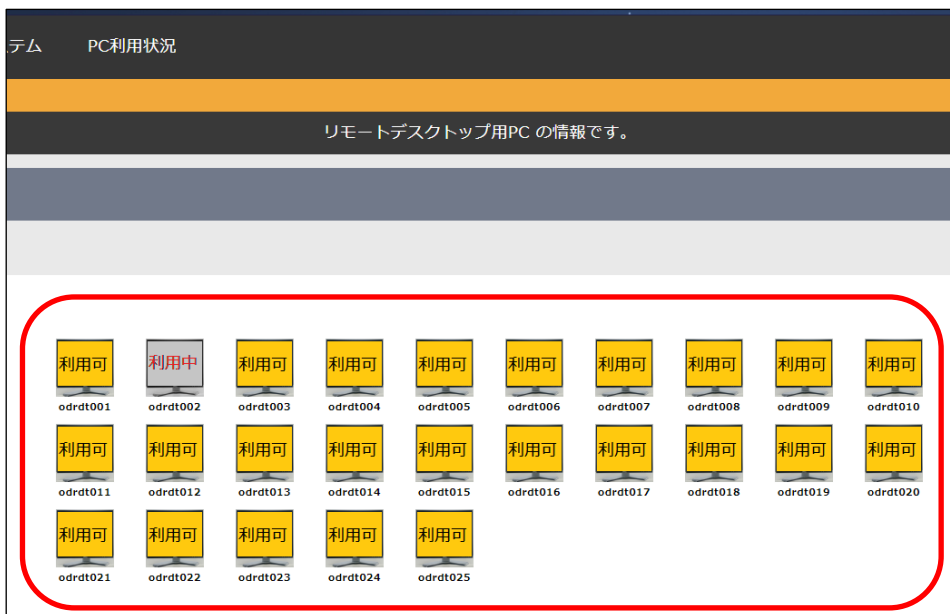 テム PC利用状況
リモートデスクトップ用PC の情報です。
利用可 利用中 利用可 利用可 利用可 利用可 利用可 利用可 利用可 利用可
odrdt001 odrdt002 odrdt003 odrdt004 odrdt005 odrdt006 odrdt007 odrdt008 odrdt009 odrdt010
利用可 利用可 利用可 利用可 利用可 利用可 利用可 利用可 利用可 利用可
odrdt011 odrdt012 odrdt013 odrdt014 odrdt015 odrdt016 odrdt017 odrdt018 odrdt019 odrdt020
利用可 利用可 利用可 利用可 利用可
odrdt021 odrdt022 odrdt023 odrdt024 odrdt025